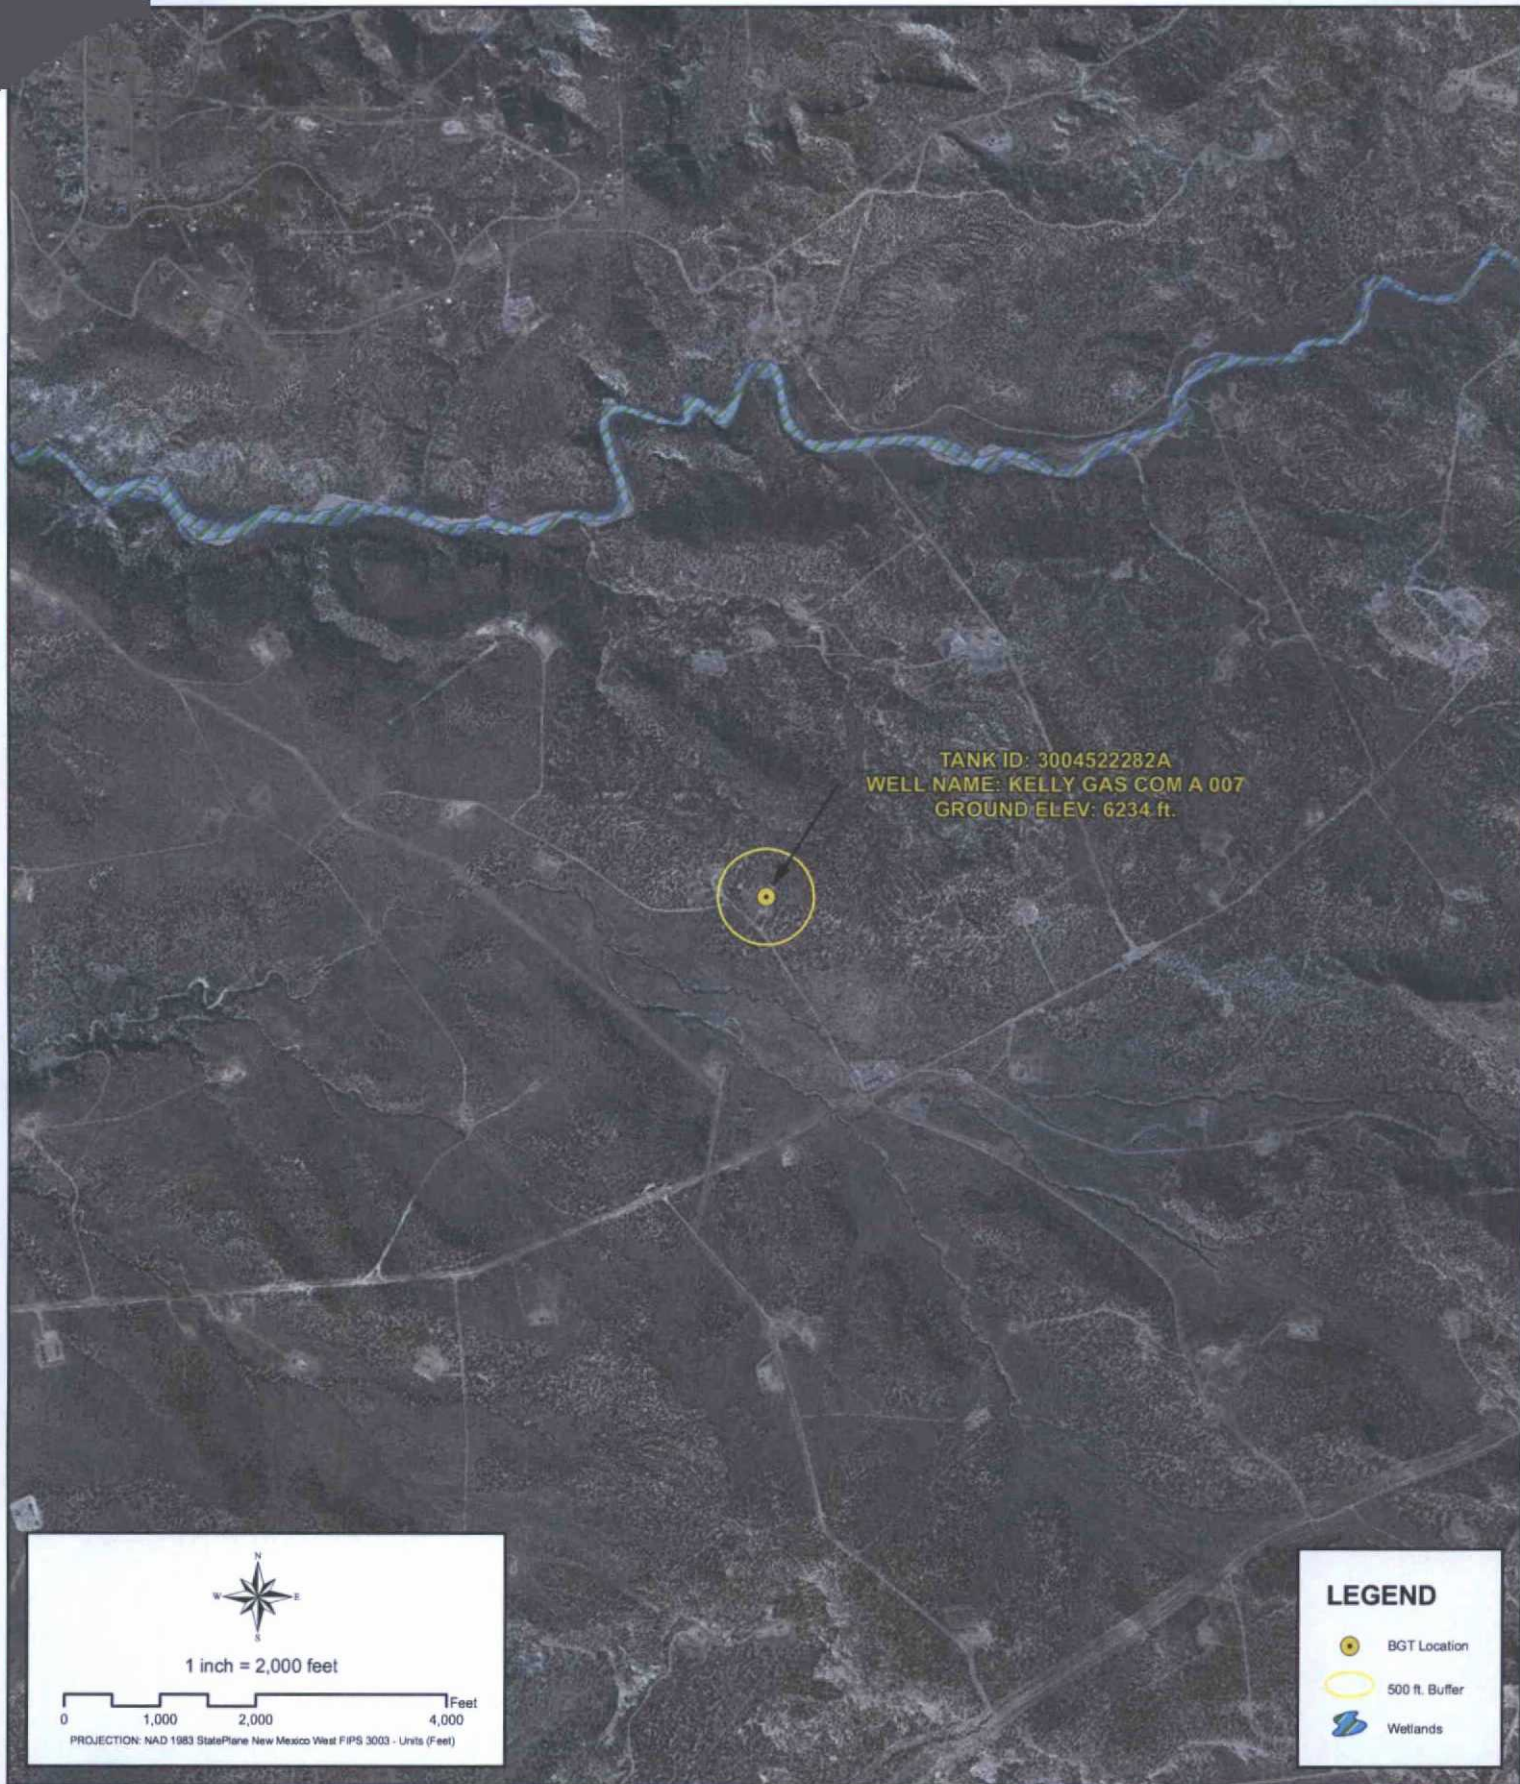 TANK ID: 3004522282A
WELL NAME: KELLY GAS COM A 007
GROUND ELEV: 6234 ft.
N
W E
S
1 inch = 2,000 feet
Feet
0 1,000 2,000 4,000
PROJECTION: NAD 1983 StatePlane New Mexico West FIPS 3003 - Units (Feet)
LEGEND
BGT Location
500 ft. Buffer
Wetlands